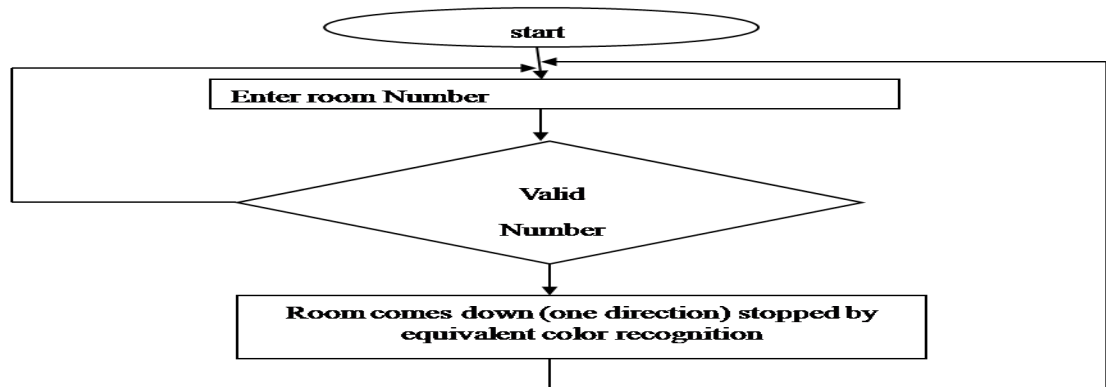 start
Enter room Number
Valid
Number
Room comes down (one direction) stopped by
equivalent color recognition